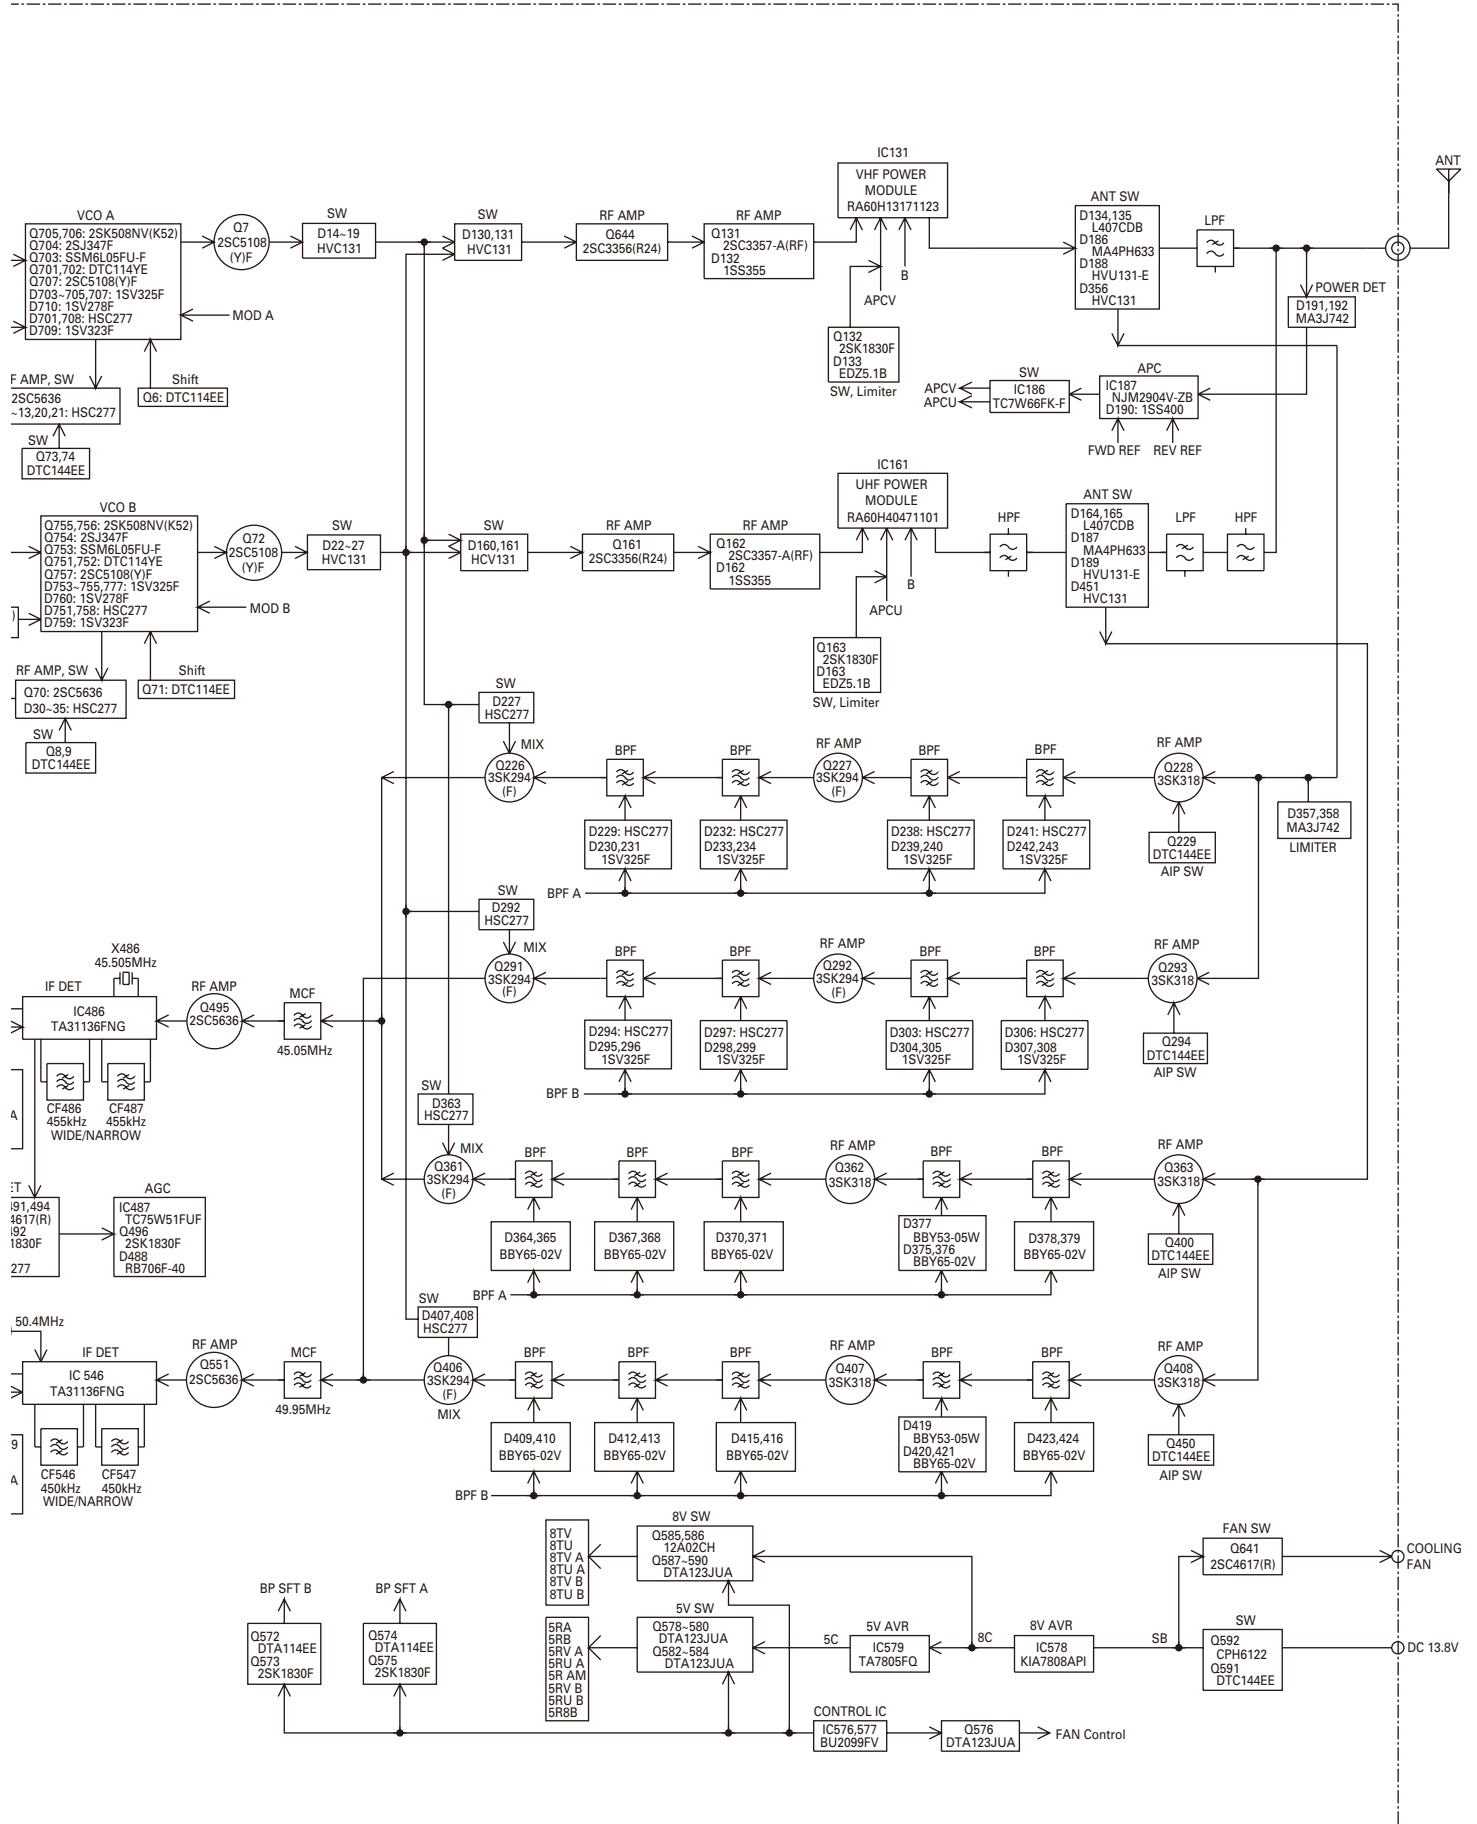 IC131
VHF POWER
MODULE
RA60H13171123
ANT
VCO A
Q705,706: 2SK508NV(K52)
Q704: 2SJ347F
Q703: SSM6L05FU-F
Q701,702: DTC114YE
Q707: 2SC5108(Y)F
D703~705,707: 1SV325F
D710: 1SV278F
D701,708: HSC277
D709: 1SV323F
Q7
2SC5108
(Y)F
SW
D14~19
HVC131
SW
D130,131
HVC131
RF AMP
Q644
2SC3356(R24)
RF AMP
Q131
2SC3357-A(RF)
D132
1SS355
ANT SW
D134,135
L407CDB
D186
MA4PH633
D188
HVU131-E
D356
HVC131
LPF
B
APCV
MOD A
POWER DET
D191,192
MA3J742
Q132
2SK1830F
D133
EDZ5.1B
SW, Limiter
F AMP, SW
2SC5636
~13,20,21: HSC277
Shift
Q6: DTC114EE
SW
Q73,74
DTC144EE
APCV
APCU
SW
IC186
TC7W66FK-F
APC
IC187
NJM2904V-ZB
D190: 1SS400
FWD REF
REV REF
IC161
UHF POWER
MODULE
RA60H40471101
VCO B
Q755,756: 2SK508NV(K52)
Q754: 2SJ347F
Q753: SSM6L05FU-F
Q751,752: DTC114YE
Q757: 2SC5108(Y)F
D753~755,777: 1SV325F
D760: 1SV278F
D751,758: HSC277
D759: 1SV323F
Q72
2SC5108
(Y)F
SW
D22~27
HVC131
SW
D160,161
HCV131
RF AMP
Q161
2SC3356(R24)
RF AMP
Q162
2SC3357-A(RF)
D162
1SS355
HPF
ANT SW
D164,165
L407CDB
D187
MA4PH633
D189
HVU131-E
D451
HVC131
LPF
HPF
B
APCU
MOD B
)
Q163
2SK1830F
D163
EDZ5.1B
SW, Limiter
RF AMP, SW
Q70: 2SC5636
D30~35: HSC277
Shift
Q71: DTC114EE
SW
Q8,9
DTC144EE
SW
D227
HSC277
MIX
Q226
3SK294
(F)
BPF
BPF
RF AMP
Q227
3SK294
(F)
BPF
BPF
RF AMP
Q228
3SK318
D229: HSC277
D230,231
1SV325F
D232: HSC277
D233,234
1SV325F
D238: HSC277
D239,240
1SV325F
D241: HSC277
D242,243
1SV325F
Q229
DTC144EE
AIP SW
D357,358
MA3J742
LIMITER
BPF A
SW
D292
HSC277
MIX
Q291
3SK294
(F)
BPF
BPF
RF AMP
Q292
3SK294
(F)
BPF
BPF
RF AMP
Q293
3SK318
D294: HSC277
D295,296
1SV325F
D297: HSC277
D298,299
1SV325F
D303: HSC277
D304,305
1SV325F
D306: HSC277
D307,308
1SV325F
Q294
DTC144EE
AIP SW
BPF B
X486
45.505MHz
IF DET
IC486
TA31136FNG
RF AMP
Q495
2SC5636
MCF
45.05MHz
CF486
455kHz
CF487
455kHz
WIDE/NARROW
A
SW
D363
HSC277
MIX
Q361
3SK294
(F)
BPF
BPF
BPF
RF AMP
Q362
3SK318
BPF
BPF
RF AMP
Q363
3SK318
ET
491,494
4617(R)
492
1830F
277
AGC
IC487
TC75W51FUF
Q496
2SK1830F
D488
RB706F-40
D364,365
BBY65-02V
D367,368
BBY65-02V
D370,371
BBY65-02V
D377
BBY53-05W
D375,376
BBY65-02V
D378,379
BBY65-02V
Q400
DTC144EE
AIP SW
BPF A
SW
D407,408
HSC277
50.4MHz
IF DET
IC 546
TA31136FNG
RF AMP
Q551
2SC5636
MCF
49.95MHz
Q406
3SK294
(F)
MIX
BPF
BPF
BPF
RF AMP
Q407
3SK318
BPF
BPF
RF AMP
Q408
3SK318
9
A
CF546
450kHz
CF547
450kHz
WIDE/NARROW
D409,410
BBY65-02V
D412,413
BBY65-02V
D415,416
BBY65-02V
D419
BBY53-05W
D420,421
BBY65-02V
D423,424
BBY65-02V
Q450
DTC144EE
AIP SW
BPF B
8TV
8TU
8TV A
8TU A
8TV B
8TU B
8V SW
Q585,586
12A02CH
Q587~590
DTA123JUA
FAN SW
Q641
2SC4617(R)
COOLING
FAN
BP SFT B
BP SFT A
Q572
DTA114EE
Q573
2SK1830F
Q574
DTA114EE
Q575
2SK1830F
5RA
5RB
5RV A
5RU A
5R AM
5RV B
5RU B
5R8B
5V SW
Q578~580
DTA123JUA
Q582~584
DTA123JUA
5C
5V AVR
IC579
TA7805FQ
8C
8V AVR
IC578
KIA7808API
SB
SW
Q592
CPH6122
Q591
DTC144EE
DC 13.8V
CONTROL IC
IC576,577
BU2099FV
Q576
DTA123JUA
FAN Control